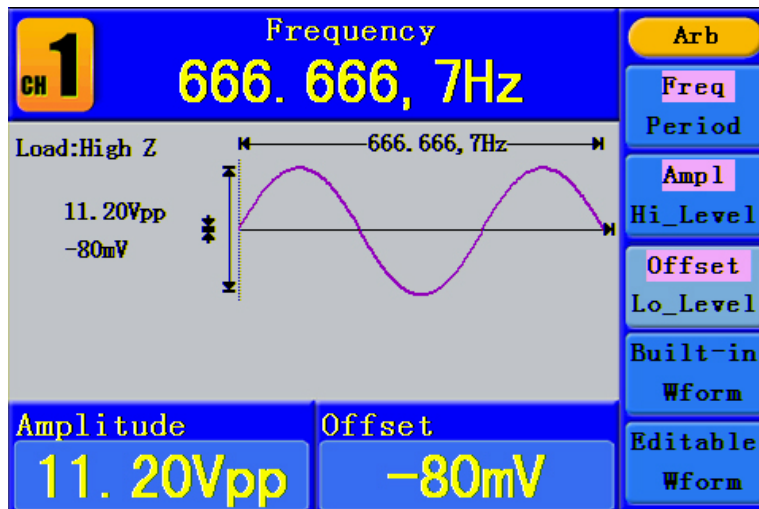 CH 1
Frequency
666.666,7Hz
Load:High Z
666.666,7Hz
11.20Vpp
-80mV
Amplitude
11.20Vpp
Offset
-80mV
Arb
Freq
Period
Ampl
Hi_Level
Offset
Lo_Level
Built-in
Wform
Editable
Wform